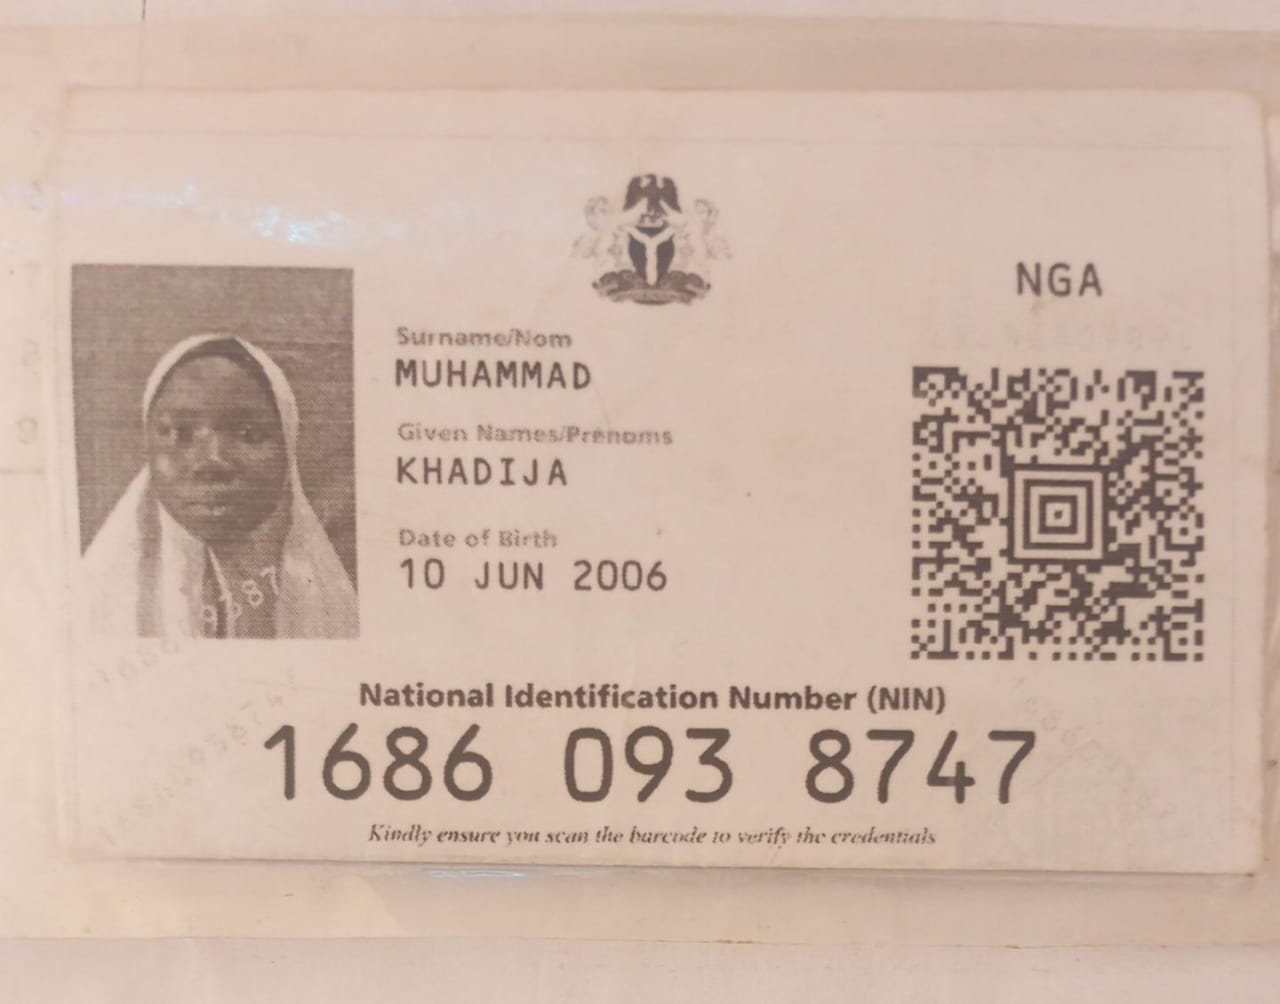 NGA
Surname/Nom
MUHAMMAD
Given Names/Prenoms
KHADIJA
Date of Birth
10 JUN 2006
National Identification Number (NIN)
1686 093 8747
Kindly ensure you scan the barcode to verify the credentials